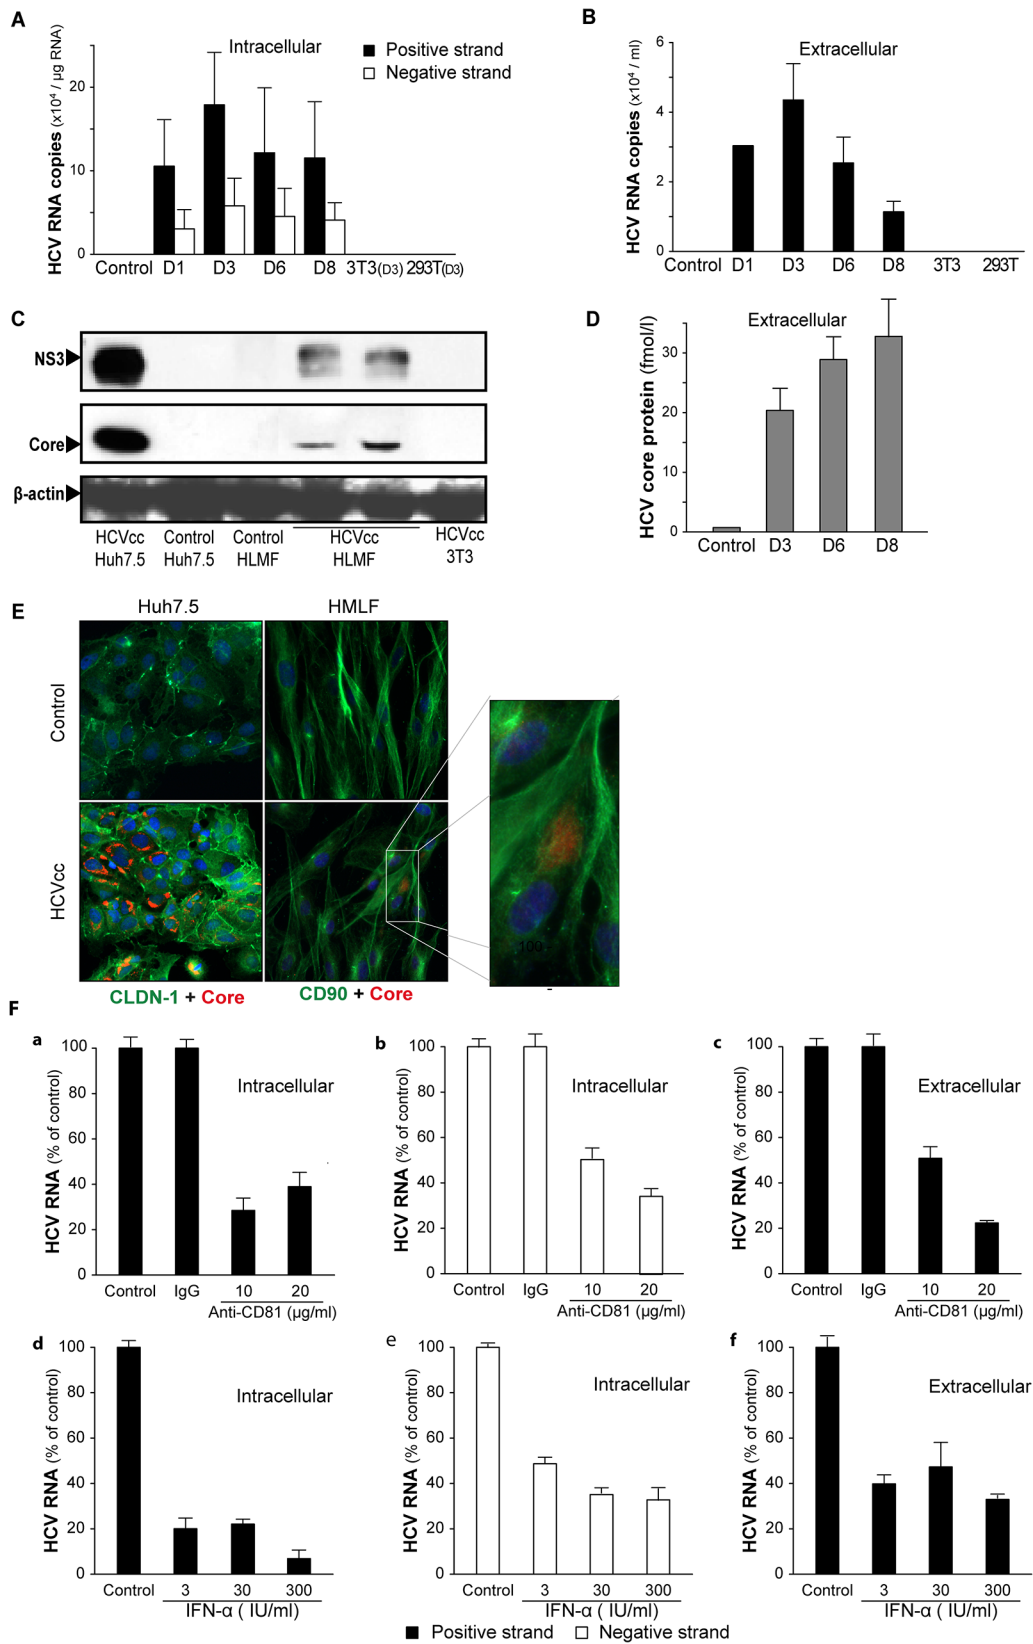 A
Intracellular
Positive strand
Negative strand
HCV RNA copies (x10⁴ / µg RNA)
20
10
0
Control D1 D3 D6 D8 3T3(D3) 293T(D3)
B
Extracellular
HCV RNA copies (x10⁴ / ml)
6
4
2
0
Control D1 D3 D6 D8 3T3 293T
C
NS3
Core
β-actin
HCVcc Huh7.5
Control Huh7.5
Control HLMF
HCVcc HLMF
HCVcc 3T3
D
Extracellular
HCV core protein (fmol/l)
30
20
10
0
Control D3 D6 D8
E
Huh7.5 HMLF
Control
HCVcc
100
CLDN-1 + Core
CD90 + Core
F
a
Intracellular
HCV RNA (% of control)
100
80
60
40
20
0
Control IgG 10 20
Anti-CD81 (µg/ml)
b
Intracellular
HCV RNA (% of control)
100
80
60
40
20
0
Control IgG 10 20
Anti-CD81 (µg/ml)
c
Extracellular
HCV RNA (% of control)
100
80
60
40
20
0
Control IgG 10 20
Anti-CD81 (µg/ml)
d
Intracellular
HCV RNA (% of control)
100
80
60
40
20
0
Control 3 30 300
IFN-α ( IU/ml)
e
Intracellular
HCV RNA (% of control)
100
80
60
40
20
0
Control 3 30 300
IFN-α ( IU/ml)
f
Extracellular
HCV RNA (% of control)
100
80
60
40
20
0
Control 3 30 300
IFN-α ( IU/ml)
Positive strand Negative strand